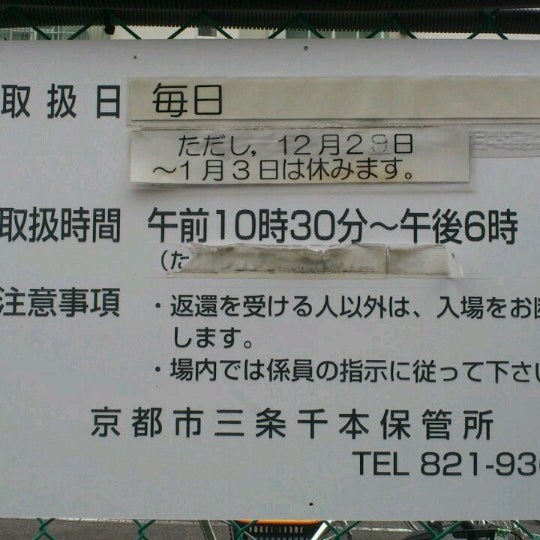 取扱日 毎日
ただし，12月29日
～1月3日は休みます。
取扱時間 午前10時30分～午後6時
（た
注意事項 ・返還を受ける人以外は、入場をお
します。
・場内では係員の指示に従って下さ
京都市三条千本保管所
TEL 821-93